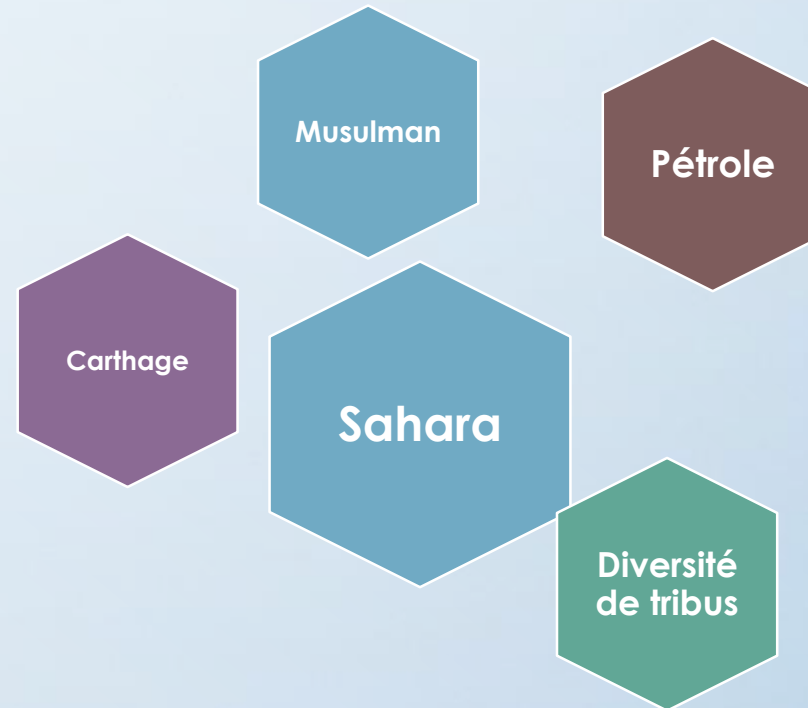 Musulman
Pétrole
Carthage
Sahara
Diversité
de tribus